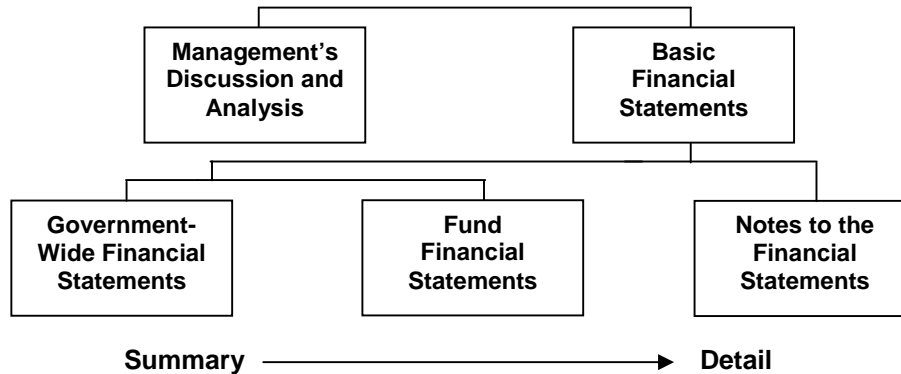 Management’s
Discussion and
Analysis
Basic
Financial
Statements
Government-
Wide Financial
Statements
Fund
Financial
Statements
Notes to the
Financial
Statements
Summary
Detail